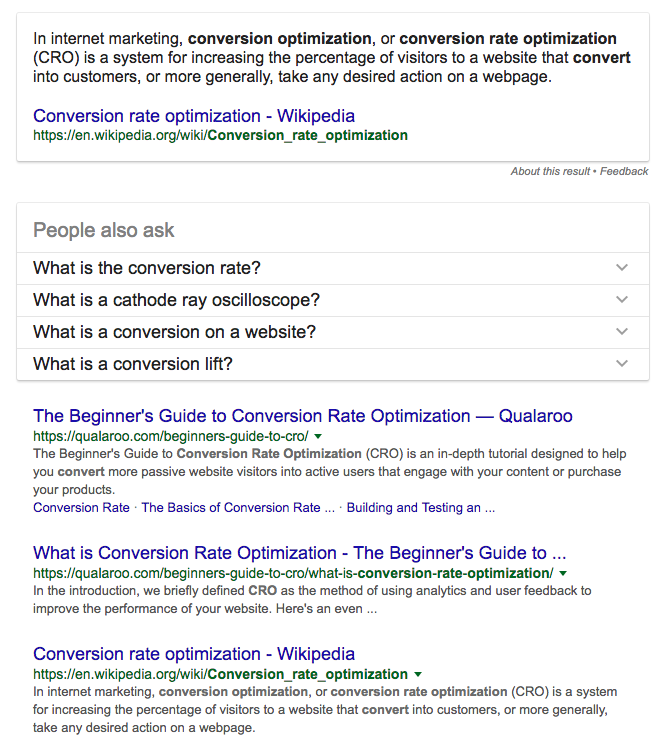 In internet marketing, conversion optimization, or conversion rate optimization
(CRO) is a system for increasing the percentage of visitors to a website that convert
into customers, or more generally, take any desired action on a webpage.
Conversion rate optimization - Wikipedia
https://en.wikipedia.org/wiki/Conversion_rate_optimization
About this result • Feedback
People also ask
What is the conversion rate?
What is a cathode ray oscilloscope?
What is a conversion on a website?
What is a conversion lift?
The Beginner's Guide to Conversion Rate Optimization — Qualaroo
https://qualaroo.com/beginners-guide-to-cro/
The Beginner's Guide to Conversion Rate Optimization (CRO) is an in-depth tutorial designed to help
you convert more passive website visitors into active users that engage with your content or purchase
your products.
Conversion Rate · The Basics of Conversion Rate ... · Building and Testing an ...
What is Conversion Rate Optimization - The Beginner's Guide to ...
https://qualaroo.com/beginners-guide-to-cro/what-is-conversion-rate-optimization/
In the introduction, we briefly defined CRO as the method of using analytics and user feedback to
improve the performance of your website. Here's an even ...
Conversion rate optimization - Wikipedia
https://en.wikipedia.org/wiki/Conversion_rate_optimization
In internet marketing, conversion optimization, or conversion rate optimization (CRO) is a system
for increasing the percentage of visitors to a website that convert into customers, or more generally,
take any desired action on a webpage.